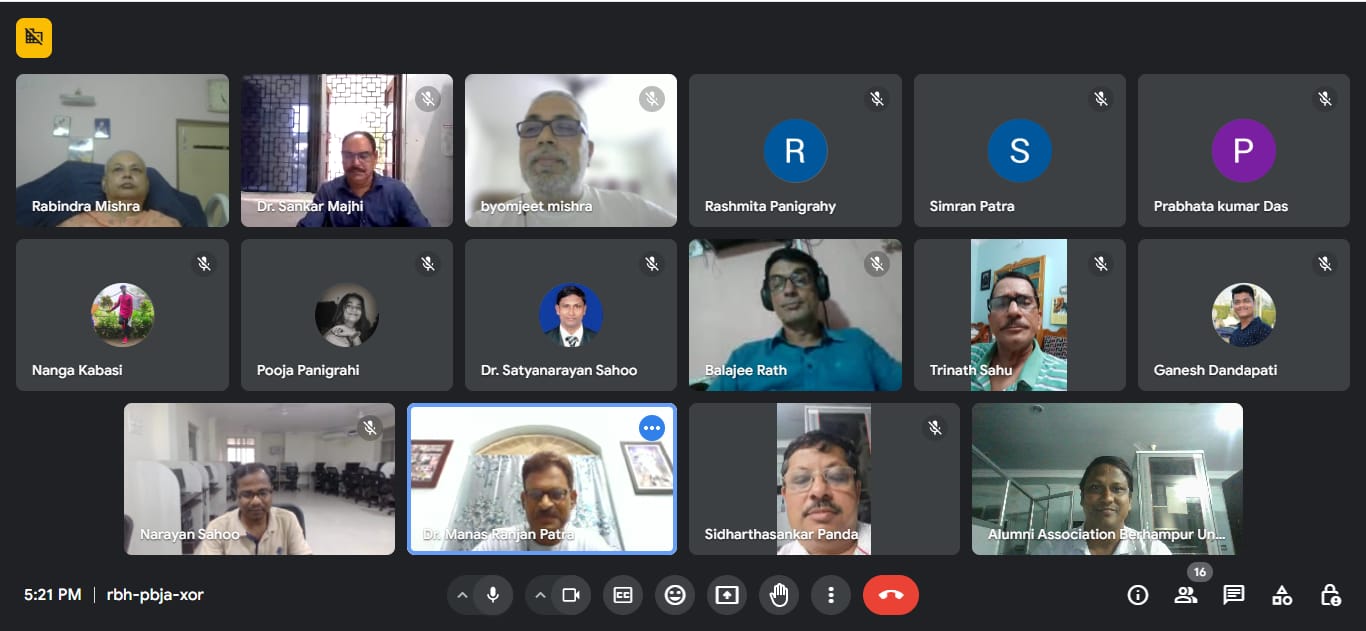 Rabindra Mishra
Dr. Sankar Majhi
byomjeet mishra
R
Rashmita Panigrahy
S
Simran Patra
P
Prabhata kumar Das
Nanga Kabasi
Pooja Panigrahi
Dr. Satyanarayan Sahoo
Balajee Rath
Trinath Sahu
Ganesh Dandapati
Narayan Sahoo
Dr. Manas Ranjan Patra
Sidharthasankar Panda
Alumni Association Berhampur Un...
5:21 PM | rbh-pbja-xor
CC
16